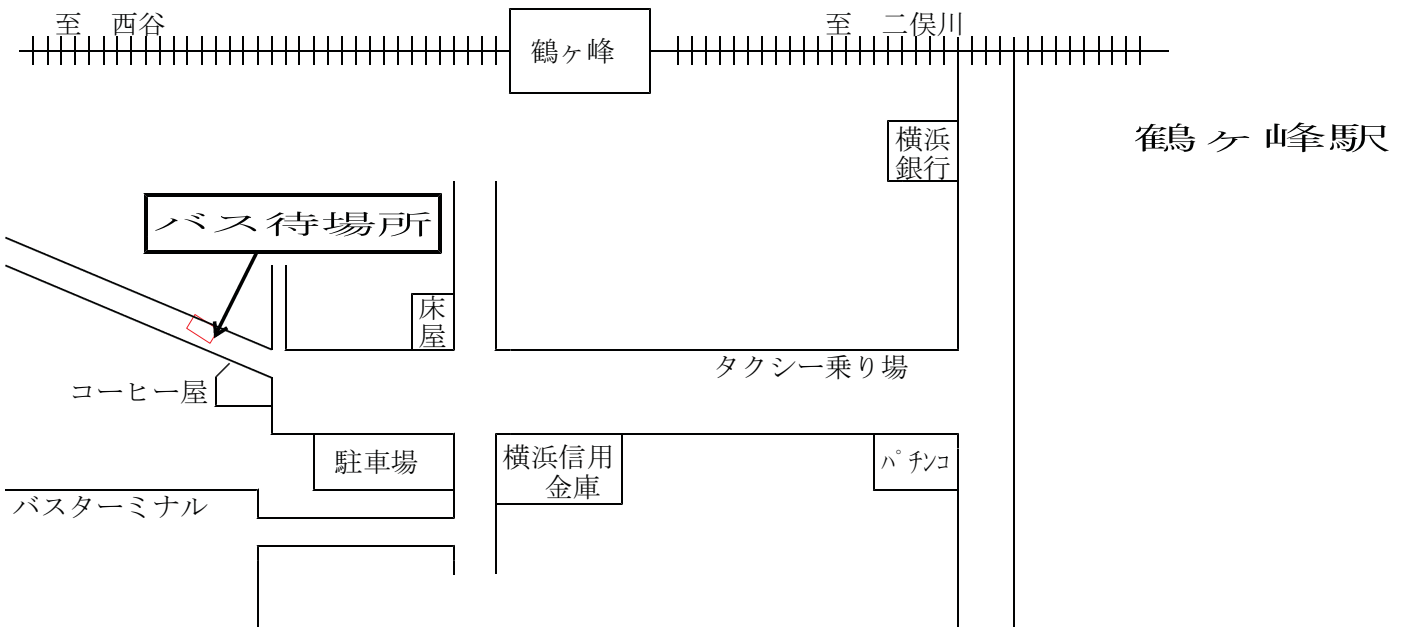 至　西谷
至　二俣川
鶴ヶ峰
横浜
銀行
鶴ヶ峰駅
バス待場所
床
屋
タクシー乗り場
コーヒー屋
駐車場
横浜信用
金庫
パチンコ
バスターミナル